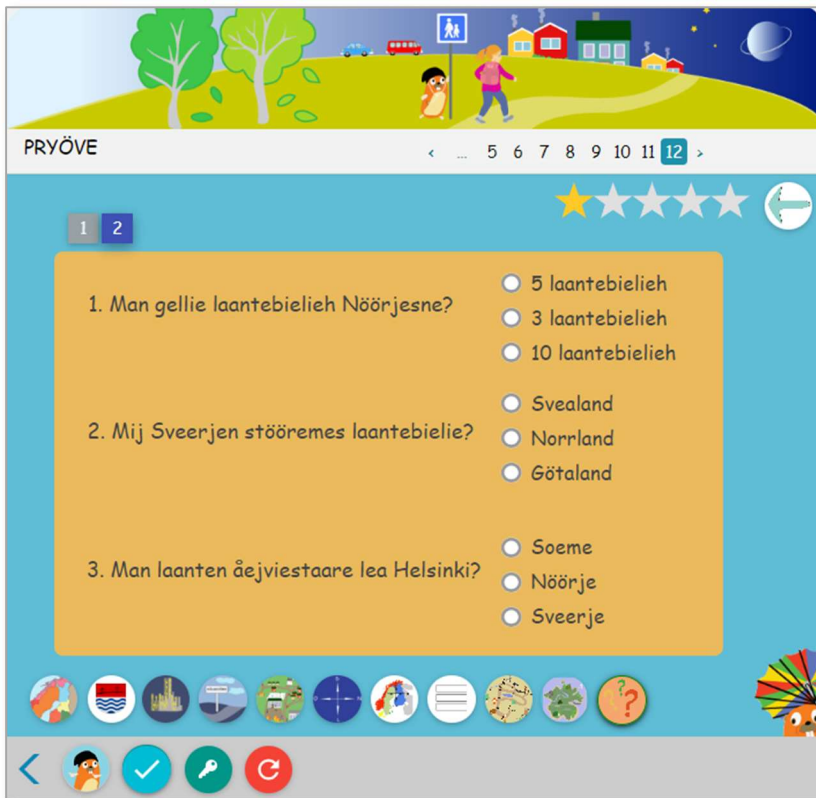 PRYÖVE
‹ ... 5 6 7 8 9 10 11 12 ›
1 2
1. Man gellie laantebielieh Nöörjesne?
5 laantebielieh
3 laantebielieh
10 laantebielieh
2. Mij Sveerjen stööremes laantebielie?
Svealand
Norrland
Götaland
3. Man laanten åejviestaare lea Helsinki?
Soeme
Nöörje
Sveerje